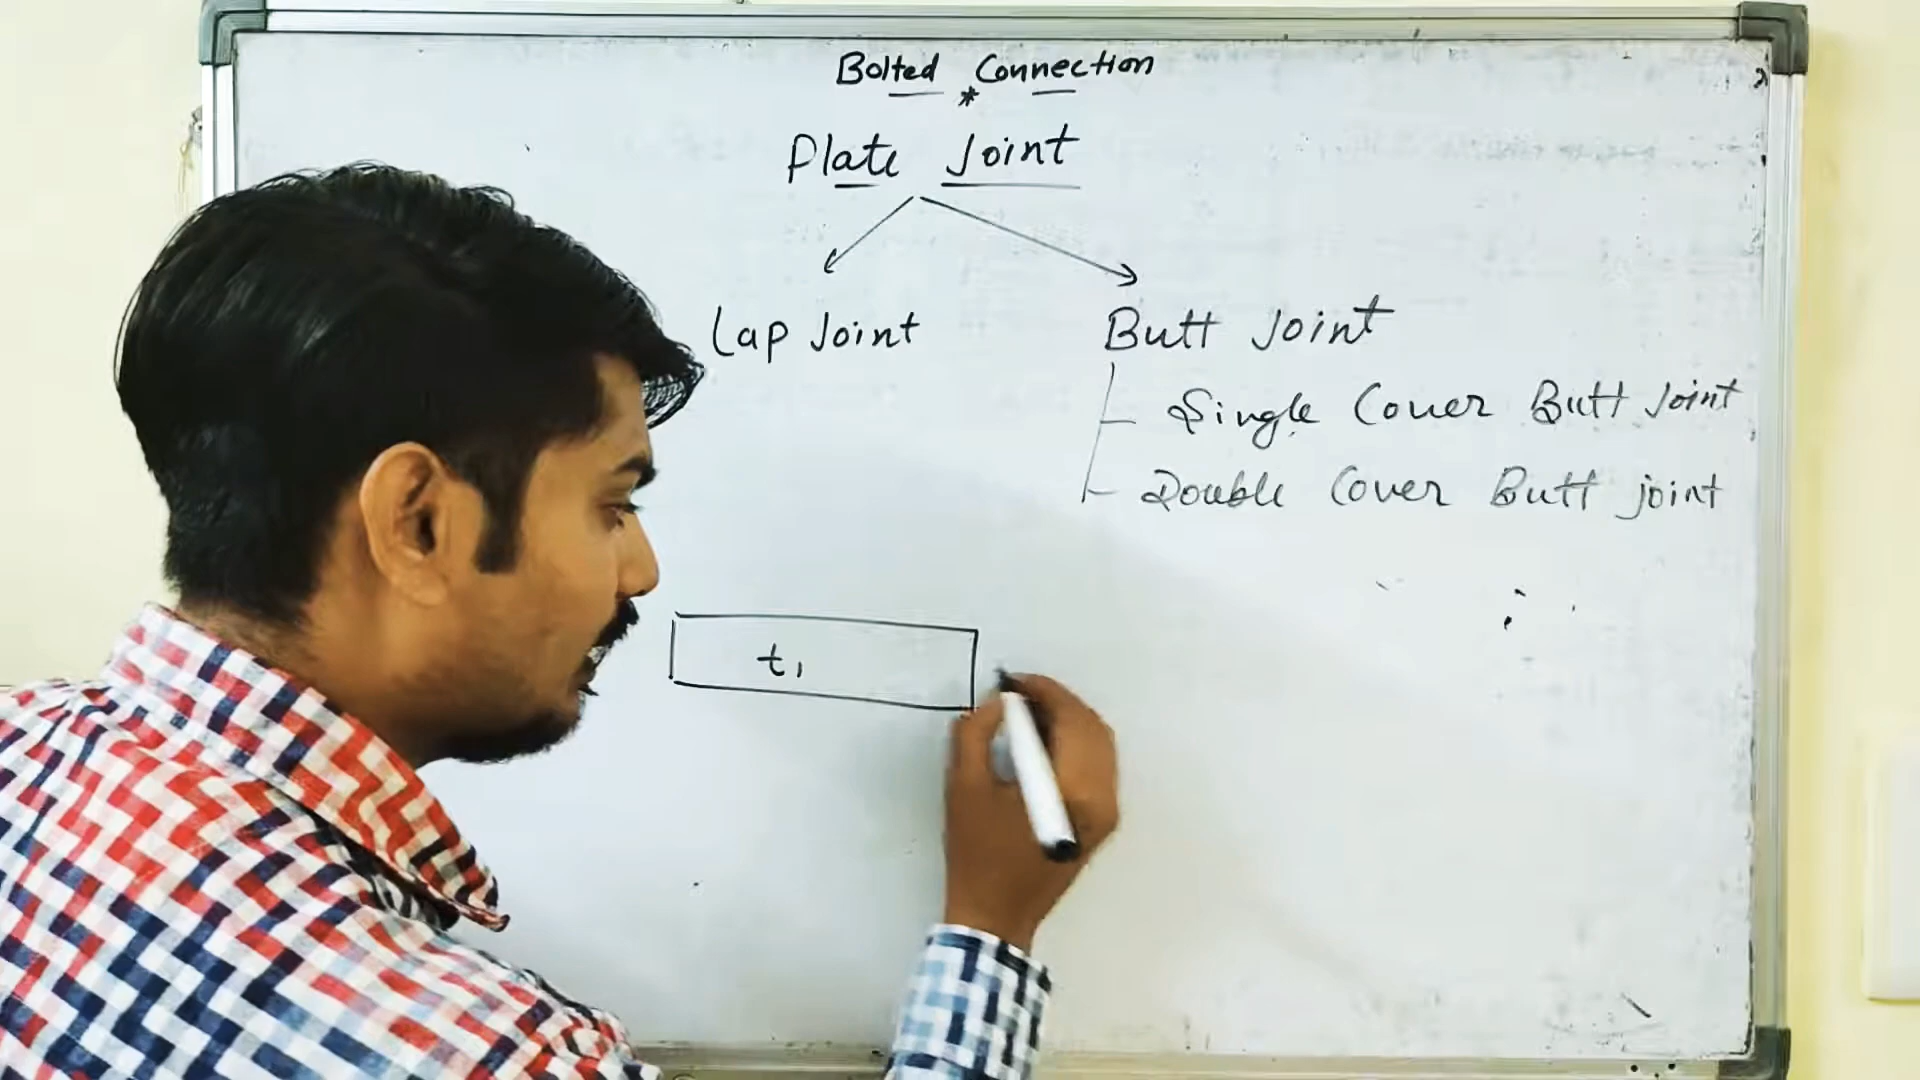 Bolted Connection
*
Plate Joint
Lap Joint
Butt Joint
Single Cover Butt Joint
Double Cover Butt joint
t₁